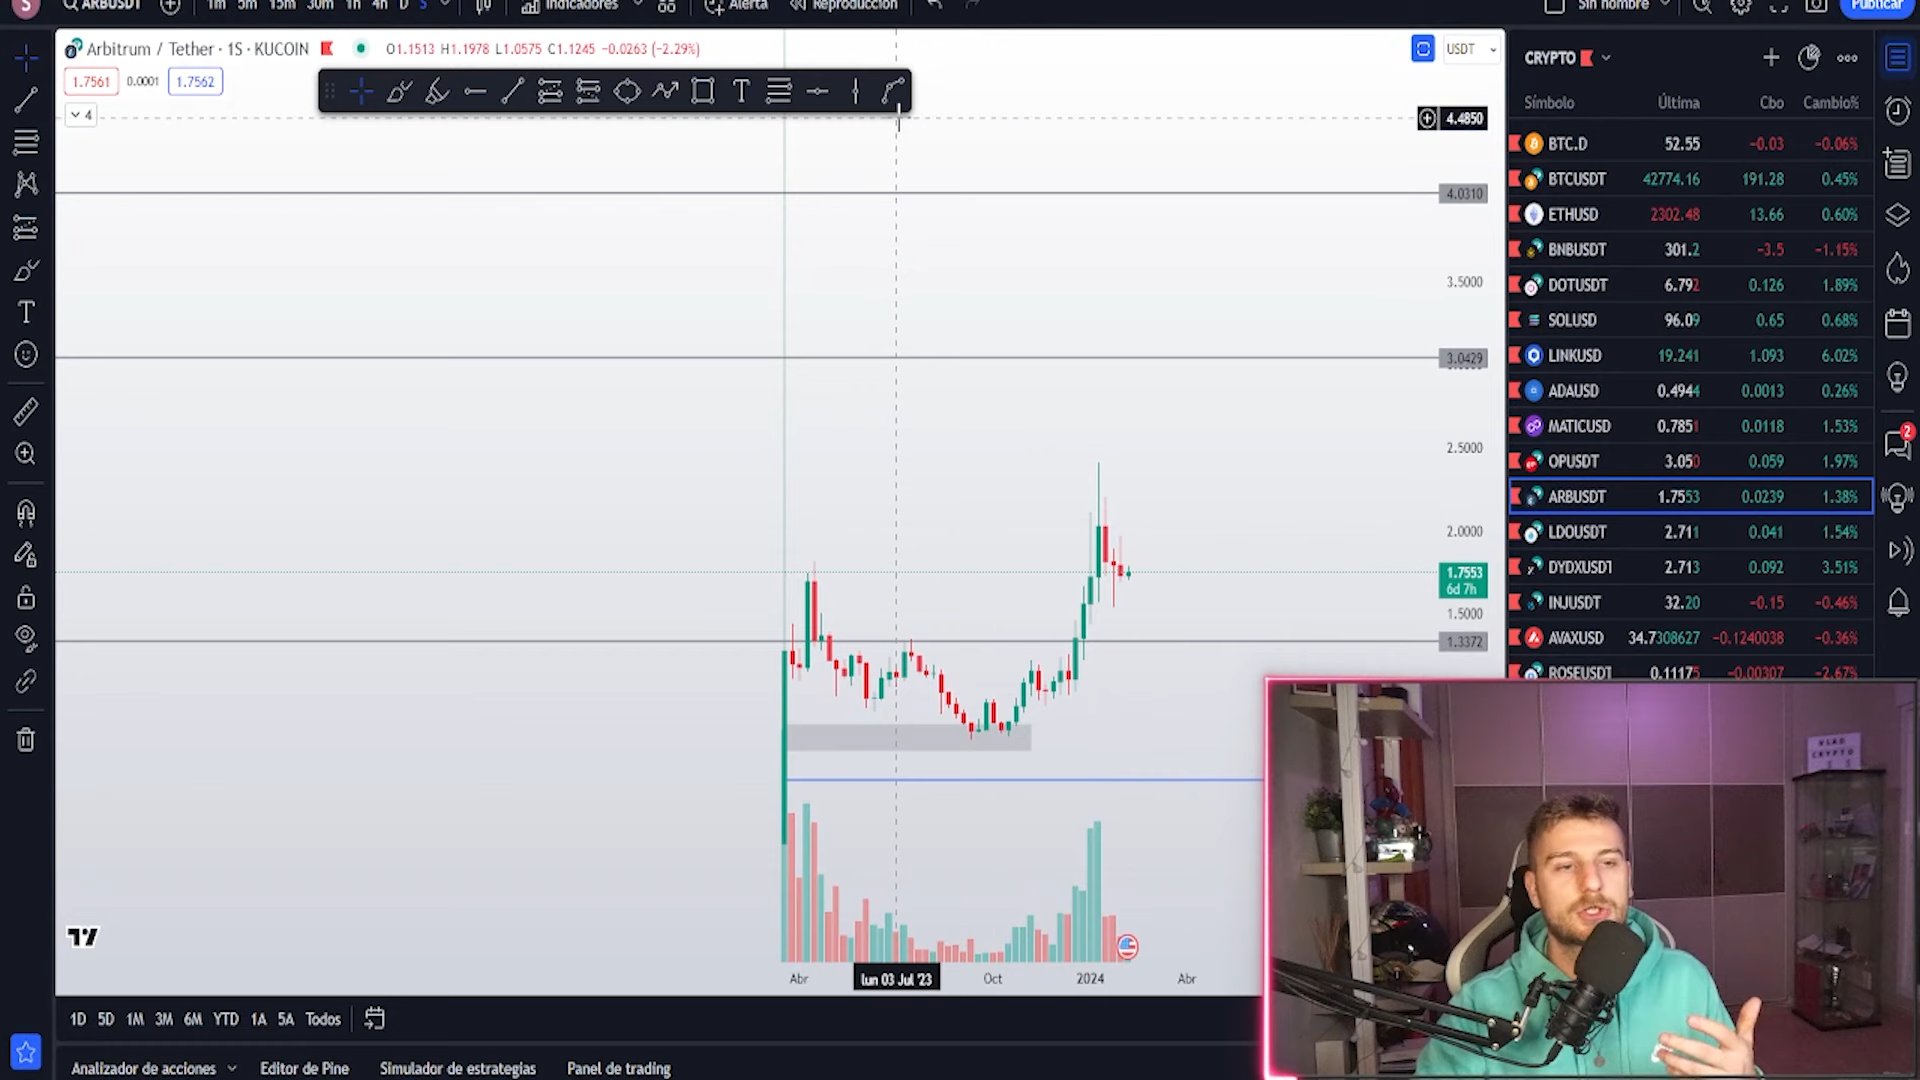 S ARBUSDT 1m 5m 15m 30m 1h 4h D S Indicadores Alerta Reproducción Sin nombre Publicar
Arbitrum / Tether · 1S · KUCOIN O1.1513 H1.1978 L1.0575 C1.1245 −0.0263 (−2.29%)
USDT
1.7561 0.0001 1.7562
4
T
4.4850
4.0310
3.5000
3.0429
2.5000
2.0000
1.7553
6d 7h
1.5000
1.3372
Abr lun 03 Jul '23 Oct 2024 Abr
1D 5D 1M 3M 6M YTD 1A 5A Todos
Analizador de acciones Editor de Pine Simulador de estrategias Panel de trading
CRYPTO
Símbolo Última Cbo Cambio%
BTC.D 52.55 −0.03 −0.06%
BTCUSDT 42774.16 191.28 0.45%
ETHUSD 2302.48 13.66 0.60%
BNBUSDT 301.2 −3.5 −1.15%
DOTUSDT 6.792 0.126 1.89%
SOLUSD 96.09 0.65 0.68%
LINKUSD 19.241 1.093 6.02%
ADAUSD 0.4944 0.0013 0.26%
MATICUSD 0.7851 0.0118 1.53%
OPUSDT 3.050 0.059 1.97%
ARBUSDT 1.7553 0.0239 1.38%
LDOUSDT 2.711 0.041 1.54%
DYDXUSDT 2.713 0.092 3.51%
INJUSDT 32.20 −0.15 −0.46%
AVAXUSD 34.7308627 −0.1240038 −0.36%
ROSEUSDT 0.11175 −0.00307 −2.67%
2
VLAD
CRYPTO